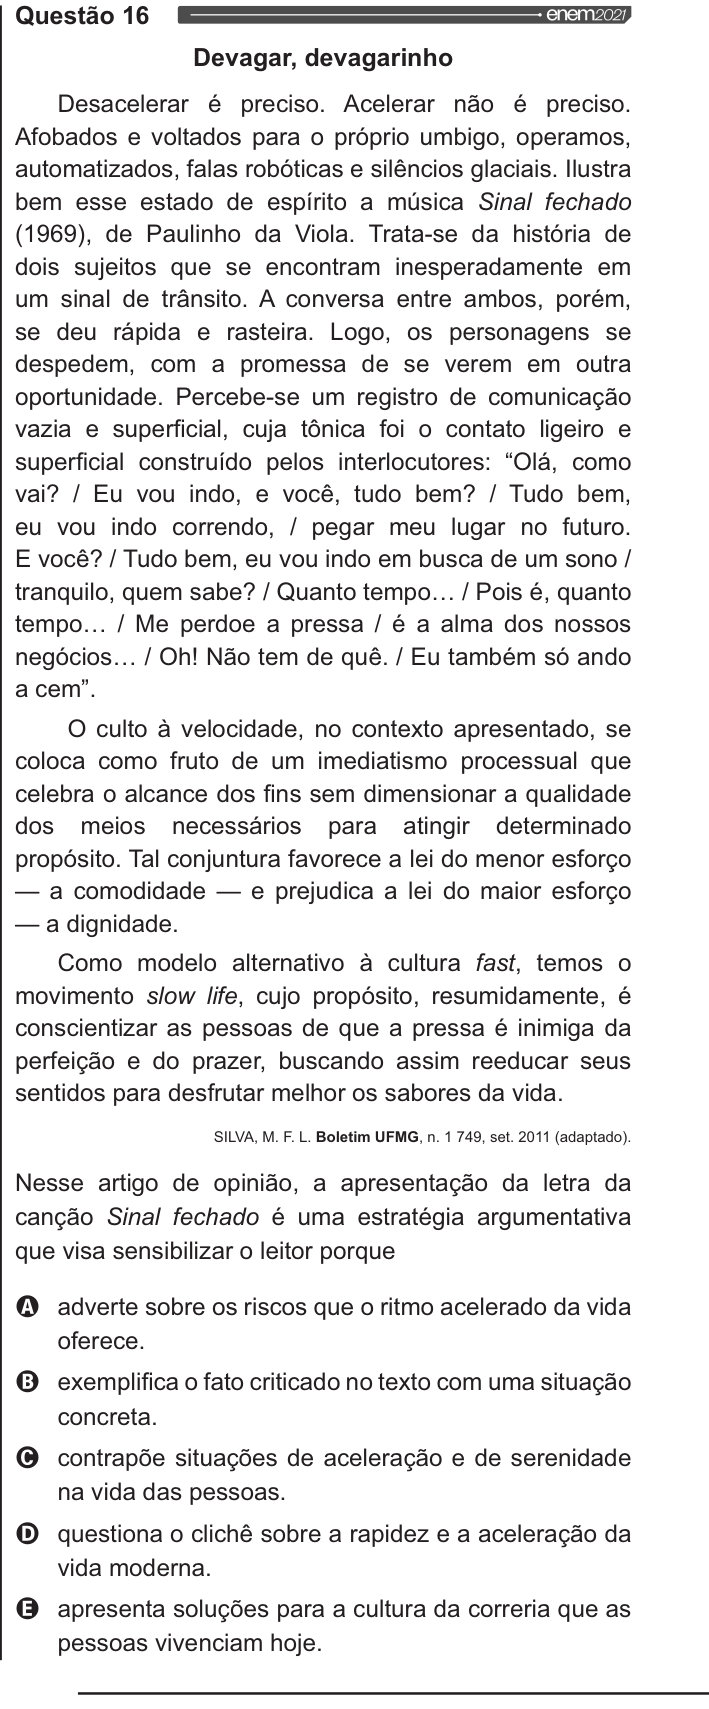 Questão 16
enem2021
Devagar, devagarinho
Desacelerar é preciso. Acelerar não é preciso.
Afobados e voltados para o próprio umbigo, operamos,
automatizados, falas robóticas e silêncios glaciais. Ilustra
bem esse estado de espírito a música Sinal fechado
(1969), de Paulinho da Viola. Trata-se da história de
dois sujeitos que se encontram inesperadamente em
um sinal de trânsito. A conversa entre ambos, porém,
se deu rápida e rasteira. Logo, os personagens se
despedem, com a promessa de se verem em outra
oportunidade. Percebe-se um registro de comunicação
vazia e superficial, cuja tônica foi o contato ligeiro e
superficial construído pelos interlocutores: “Olá, como
vai? / Eu vou indo, e você, tudo bem? / Tudo bem,
eu vou indo correndo, / pegar meu lugar no futuro.
E você? / Tudo bem, eu vou indo em busca de um sono /
tranquilo, quem sabe? / Quanto tempo… / Pois é, quanto
tempo… / Me perdoe a pressa / é a alma dos nossos
negócios… / Oh! Não tem de quê. / Eu também só ando
a cem”.
O culto à velocidade, no contexto apresentado, se
coloca como fruto de um imediatismo processual que
celebra o alcance dos fins sem dimensionar a qualidade
dos meios necessários para atingir determinado
propósito. Tal conjuntura favorece a lei do menor esforço
— a comodidade — e prejudica a lei do maior esforço
— a dignidade.
Como modelo alternativo à cultura fast, temos o
movimento slow life, cujo propósito, resumidamente, é
conscientizar as pessoas de que a pressa é inimiga da
perfeição e do prazer, buscando assim reeducar seus
sentidos para desfrutar melhor os sabores da vida.
SILVA, M. F. L. Boletim UFMG, n. 1 749, set. 2011 (adaptado).
Nesse artigo de opinião, a apresentação da letra da
canção Sinal fechado é uma estratégia argumentativa
que visa sensibilizar o leitor porque
A adverte sobre os riscos que o ritmo acelerado da vida
oferece.
B exemplifica o fato criticado no texto com uma situação
concreta.
C contrapõe situações de aceleração e de serenidade
na vida das pessoas.
D questiona o clichê sobre a rapidez e a aceleração da
vida moderna.
E apresenta soluções para a cultura da correria que as
pessoas vivenciam hoje.